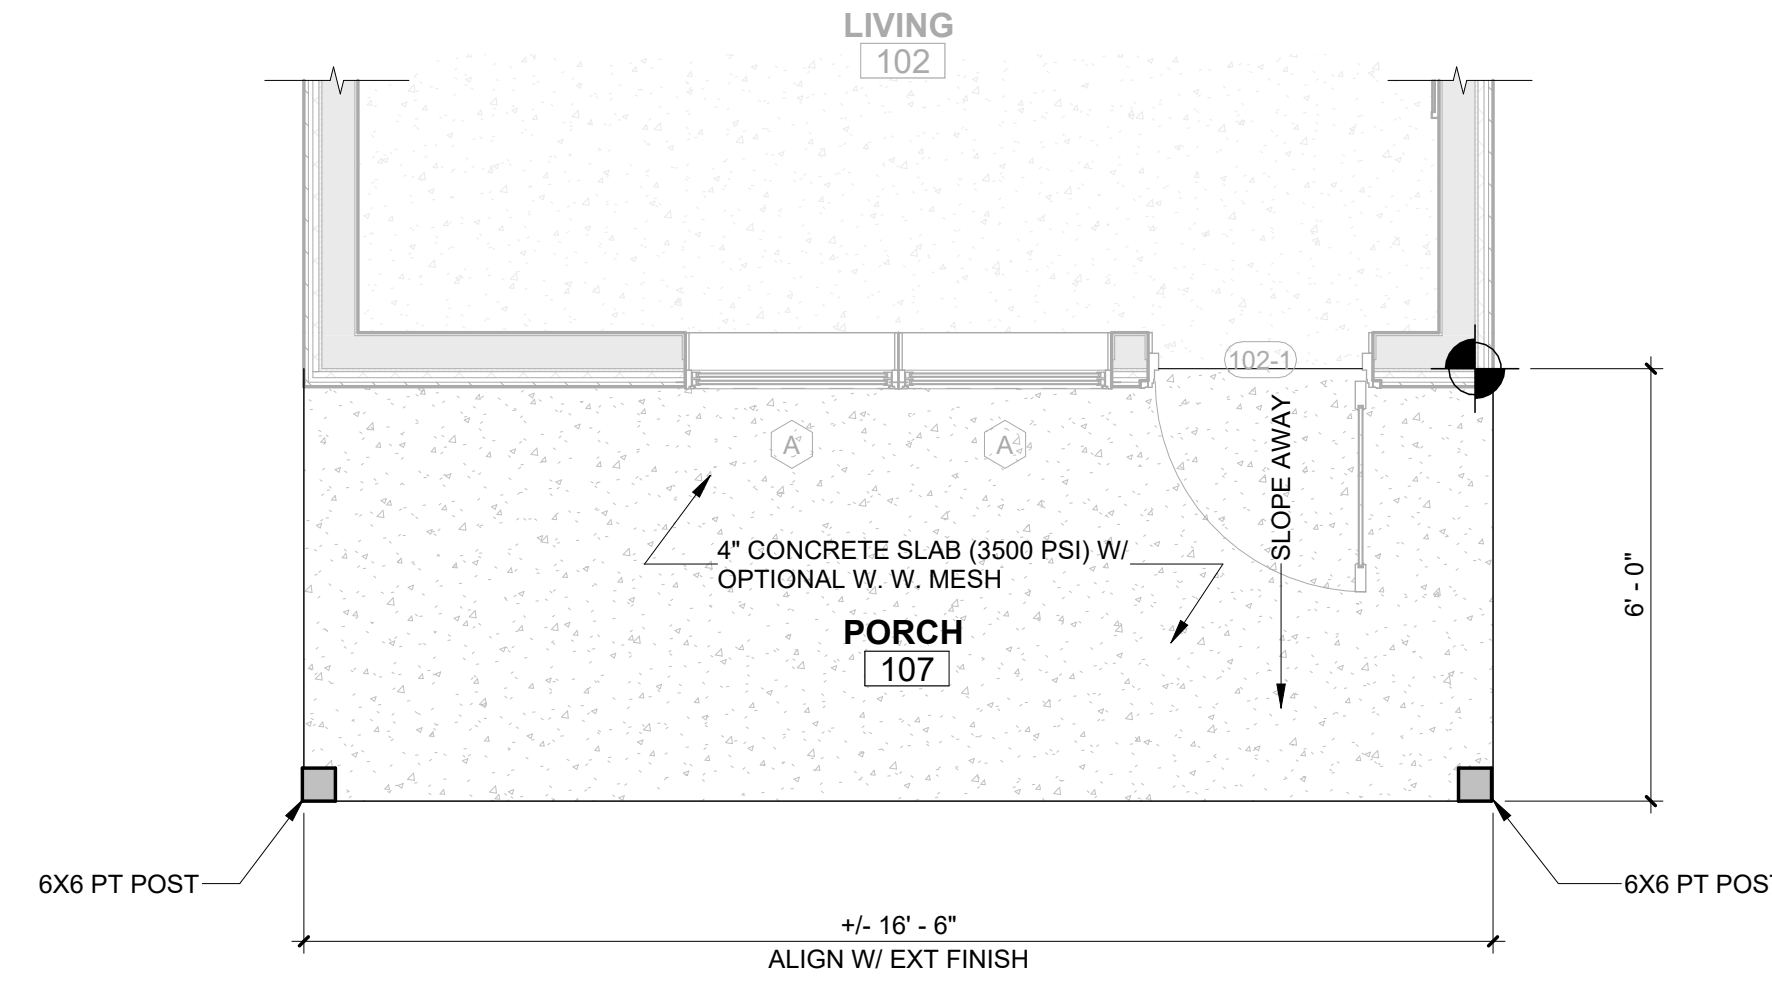 LIVING
102
102-1
A
A
SLOPE AWAY
4" CONCRETE SLAB (3500 PSI) W/
OPTIONAL W. W. MESH
6' - 0"
PORCH
107
6X6 PT POST
6X6 PT POST
+/- 16' - 6"
ALIGN W/ EXT FINISH